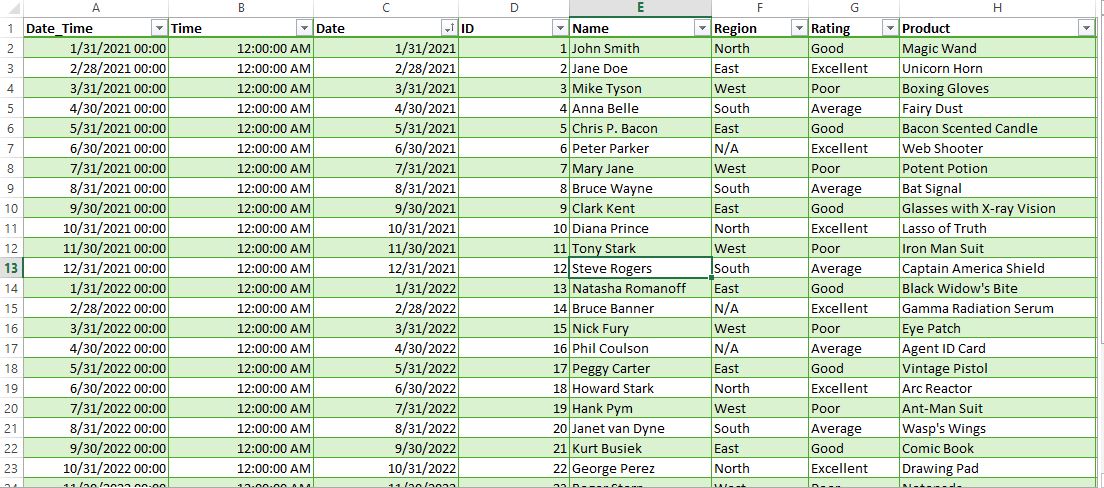 A B C D E F G H
1 Date_Time Time Date ID Name Region Rating Product
2 1/31/2021 00:00 12:00:00 AM 1/31/2021 1 John Smith North Good Magic Wand
3 2/28/2021 00:00 12:00:00 AM 2/28/2021 2 Jane Doe East Excellent Unicorn Horn
4 3/31/2021 00:00 12:00:00 AM 3/31/2021 3 Mike Tyson West Poor Boxing Gloves
5 4/30/2021 00:00 12:00:00 AM 4/30/2021 4 Anna Belle South Average Fairy Dust
6 5/31/2021 00:00 12:00:00 AM 5/31/2021 5 Chris P. Bacon East Good Bacon Scented Candle
7 6/30/2021 00:00 12:00:00 AM 6/30/2021 6 Peter Parker N/A Excellent Web Shooter
8 7/31/2021 00:00 12:00:00 AM 7/31/2021 7 Mary Jane West Poor Potent Potion
9 8/31/2021 00:00 12:00:00 AM 8/31/2021 8 Bruce Wayne South Average Bat Signal
10 9/30/2021 00:00 12:00:00 AM 9/30/2021 9 Clark Kent East Good Glasses with X-ray Vision
11 10/31/2021 00:00 12:00:00 AM 10/31/2021 10 Diana Prince North Excellent Lasso of Truth
12 11/30/2021 00:00 12:00:00 AM 11/30/2021 11 Tony Stark West Poor Iron Man Suit
13 12/31/2021 00:00 12:00:00 AM 12/31/2021 12 Steve Rogers South Average Captain America Shield
14 1/31/2022 00:00 12:00:00 AM 1/31/2022 13 Natasha Romanoff East Good Black Widow's Bite
15 2/28/2022 00:00 12:00:00 AM 2/28/2022 14 Bruce Banner N/A Excellent Gamma Radiation Serum
16 3/31/2022 00:00 12:00:00 AM 3/31/2022 15 Nick Fury West Poor Eye Patch
17 4/30/2022 00:00 12:00:00 AM 4/30/2022 16 Phil Coulson N/A Average Agent ID Card
18 5/31/2022 00:00 12:00:00 AM 5/31/2022 17 Peggy Carter East Good Vintage Pistol
19 6/30/2022 00:00 12:00:00 AM 6/30/2022 18 Howard Stark North Excellent Arc Reactor
20 7/31/2022 00:00 12:00:00 AM 7/31/2022 19 Hank Pym West Poor Ant-Man Suit
21 8/31/2022 00:00 12:00:00 AM 8/31/2022 20 Janet van Dyne South Average Wasp's Wings
22 9/30/2022 00:00 12:00:00 AM 9/30/2022 21 Kurt Busiek East Good Comic Book
23 10/31/2022 00:00 12:00:00 AM 10/31/2022 22 George Perez North Excellent Drawing Pad